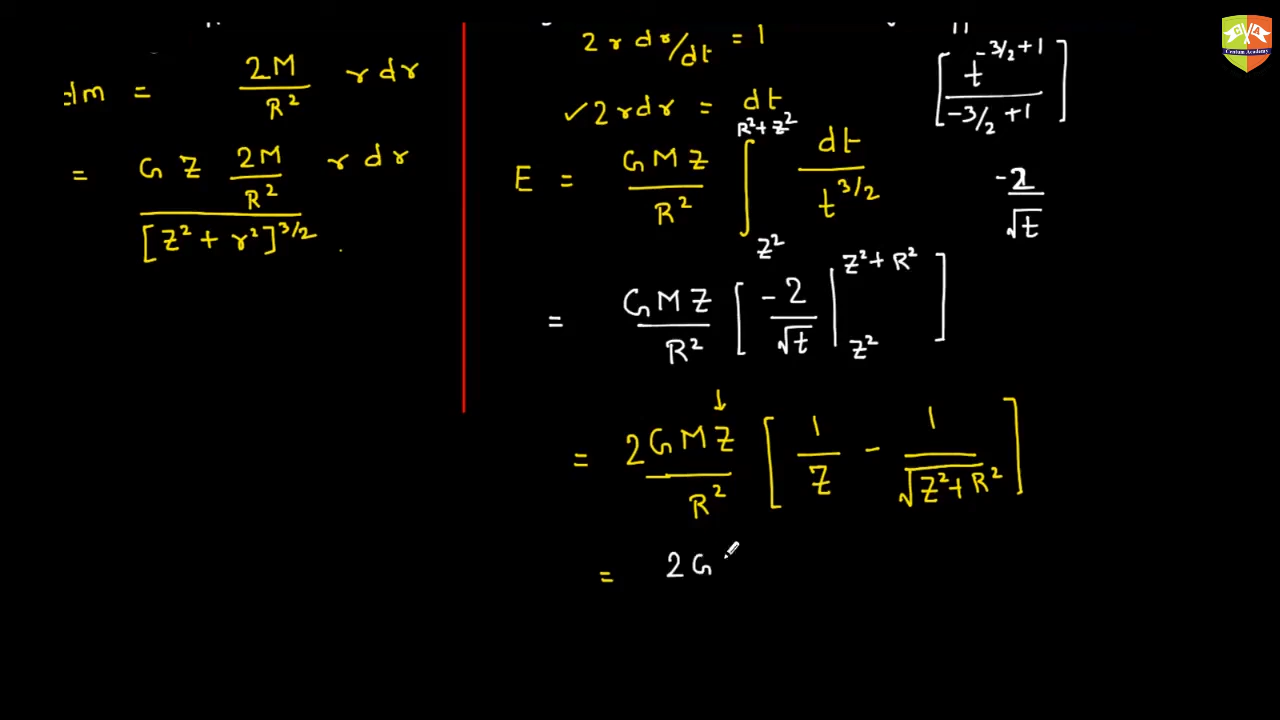 dm = 2M/R² r dr
= G Z 2M/R² r dr / [Z² + r²]^3/2 .
2 r dr/dt = 1
✓ 2 r dr = dt
E = GMZ/R² ∫_{Z²}^{R²+Z²} dt / t^3/2
= GMZ/R² [ -2/√t |_{Z²}^{Z²+R²} ]
↓
= 2GMZ/R² [ 1/Z - 1/√Z²+R² ]
= 2G
[ t^{-3/2+1} / -3/2+1 ]
-2/√t
Centum Academy